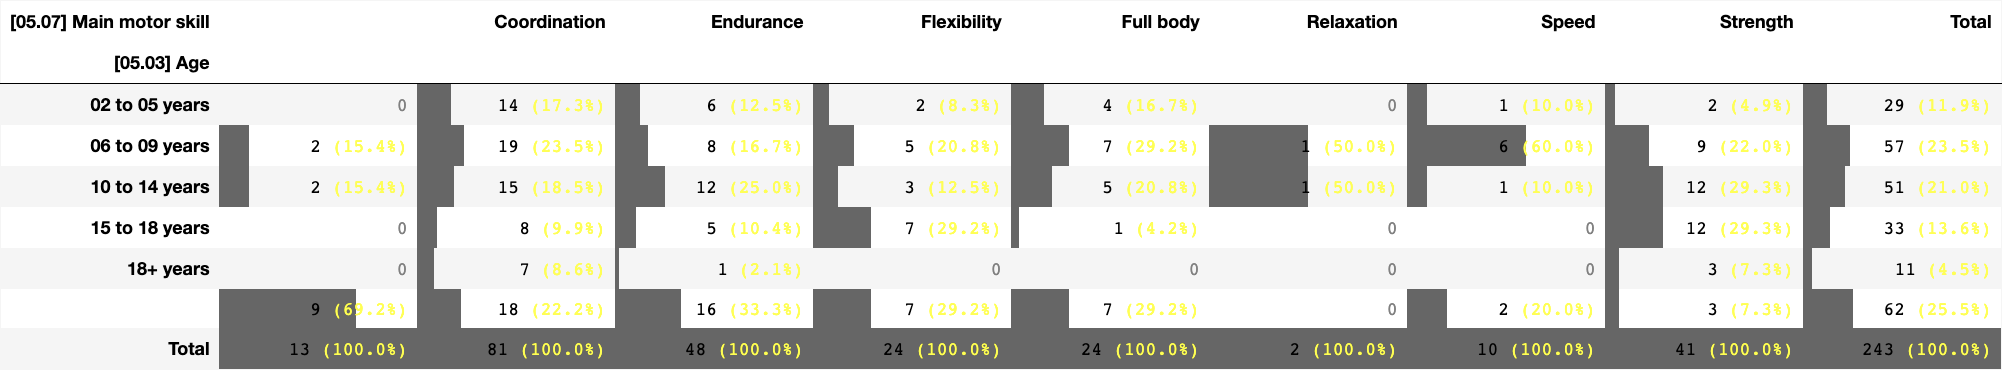 [05.07] Main motor skill Coordination Endurance Flexibility Full body Relaxation Speed Strength Total
[05.03] Age
02 to 05 years 0 14 (17.3%) 6 (12.5%) 2 (8.3%) 4 (16.7%) 0 1 (10.0%) 2 (4.9%) 29 (11.9%)
06 to 09 years 2 (15.4%) 19 (23.5%) 8 (16.7%) 5 (20.8%) 7 (29.2%) 1 (50.0%) 6 (60.0%) 9 (22.0%) 57 (23.5%)
10 to 14 years 2 (15.4%) 15 (18.5%) 12 (25.0%) 3 (12.5%) 5 (20.8%) 1 (50.0%) 1 (10.0%) 12 (29.3%) 51 (21.0%)
15 to 18 years 0 8 (9.9%) 5 (10.4%) 7 (29.2%) 1 (4.2%) 0 0 12 (29.3%) 33 (13.6%)
18+ years 0 7 (8.6%) 1 (2.1%) 0 0 0 0 3 (7.3%) 11 (4.5%)
9 (69.2%) 18 (22.2%) 16 (33.3%) 7 (29.2%) 7 (29.2%) 0 2 (20.0%) 3 (7.3%) 62 (25.5%)
Total 13 (100.0%) 81 (100.0%) 48 (100.0%) 24 (100.0%) 24 (100.0%) 2 (100.0%) 10 (100.0%) 41 (100.0%) 243 (100.0%)